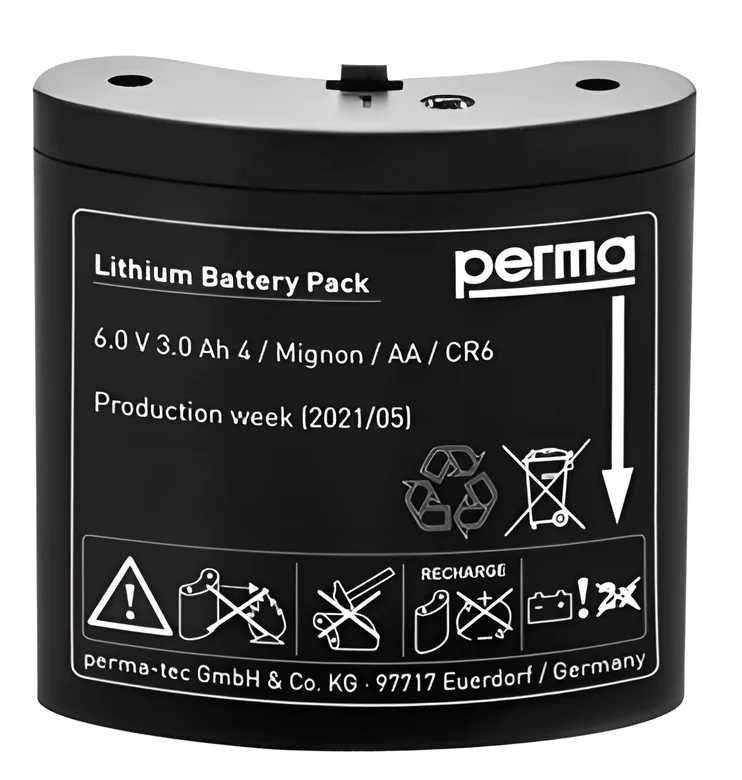 perma
Lithium Battery Pack
6.0 V 3.0 Ah 4 / Mignon / AA / CR6
Production week (2021/05)
RECHARGE
! ! 2x
perma-tec GmbH & Co. KG · 97717 Euerdorf / Germany